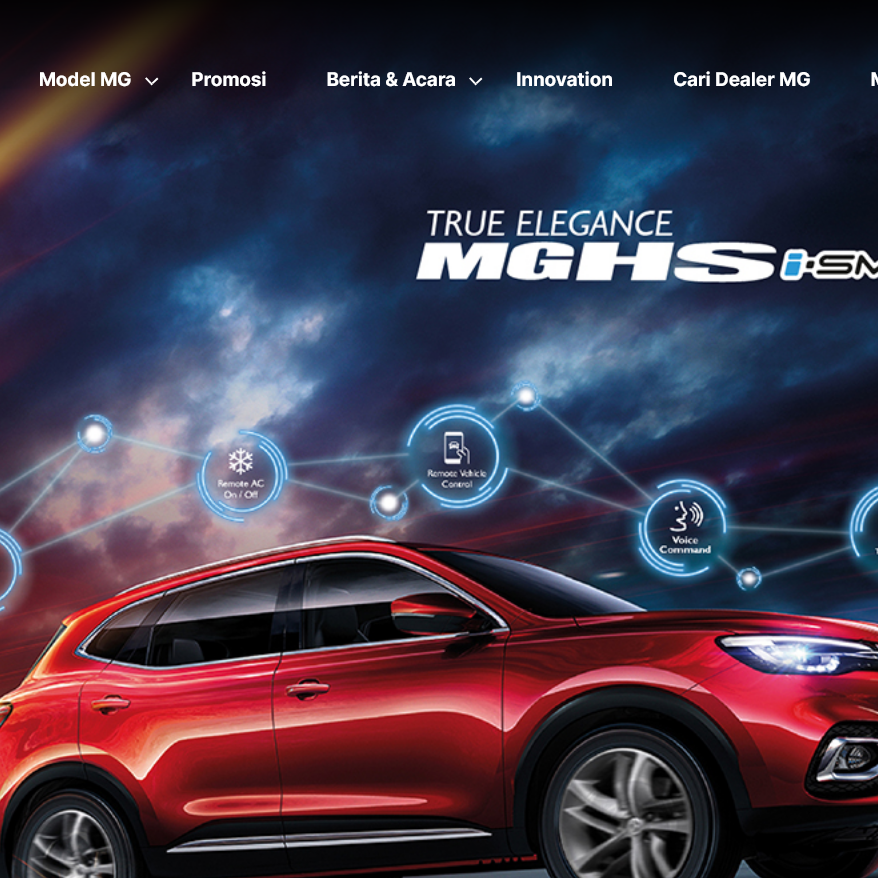 Model MG
Promosi
Berita & Acara
Innovation
Cari Dealer MG
TRUE ELEGANCE
MGHS i-SM
Remote AC
On / Off
Remote Vehicle
Control
Voice
Command